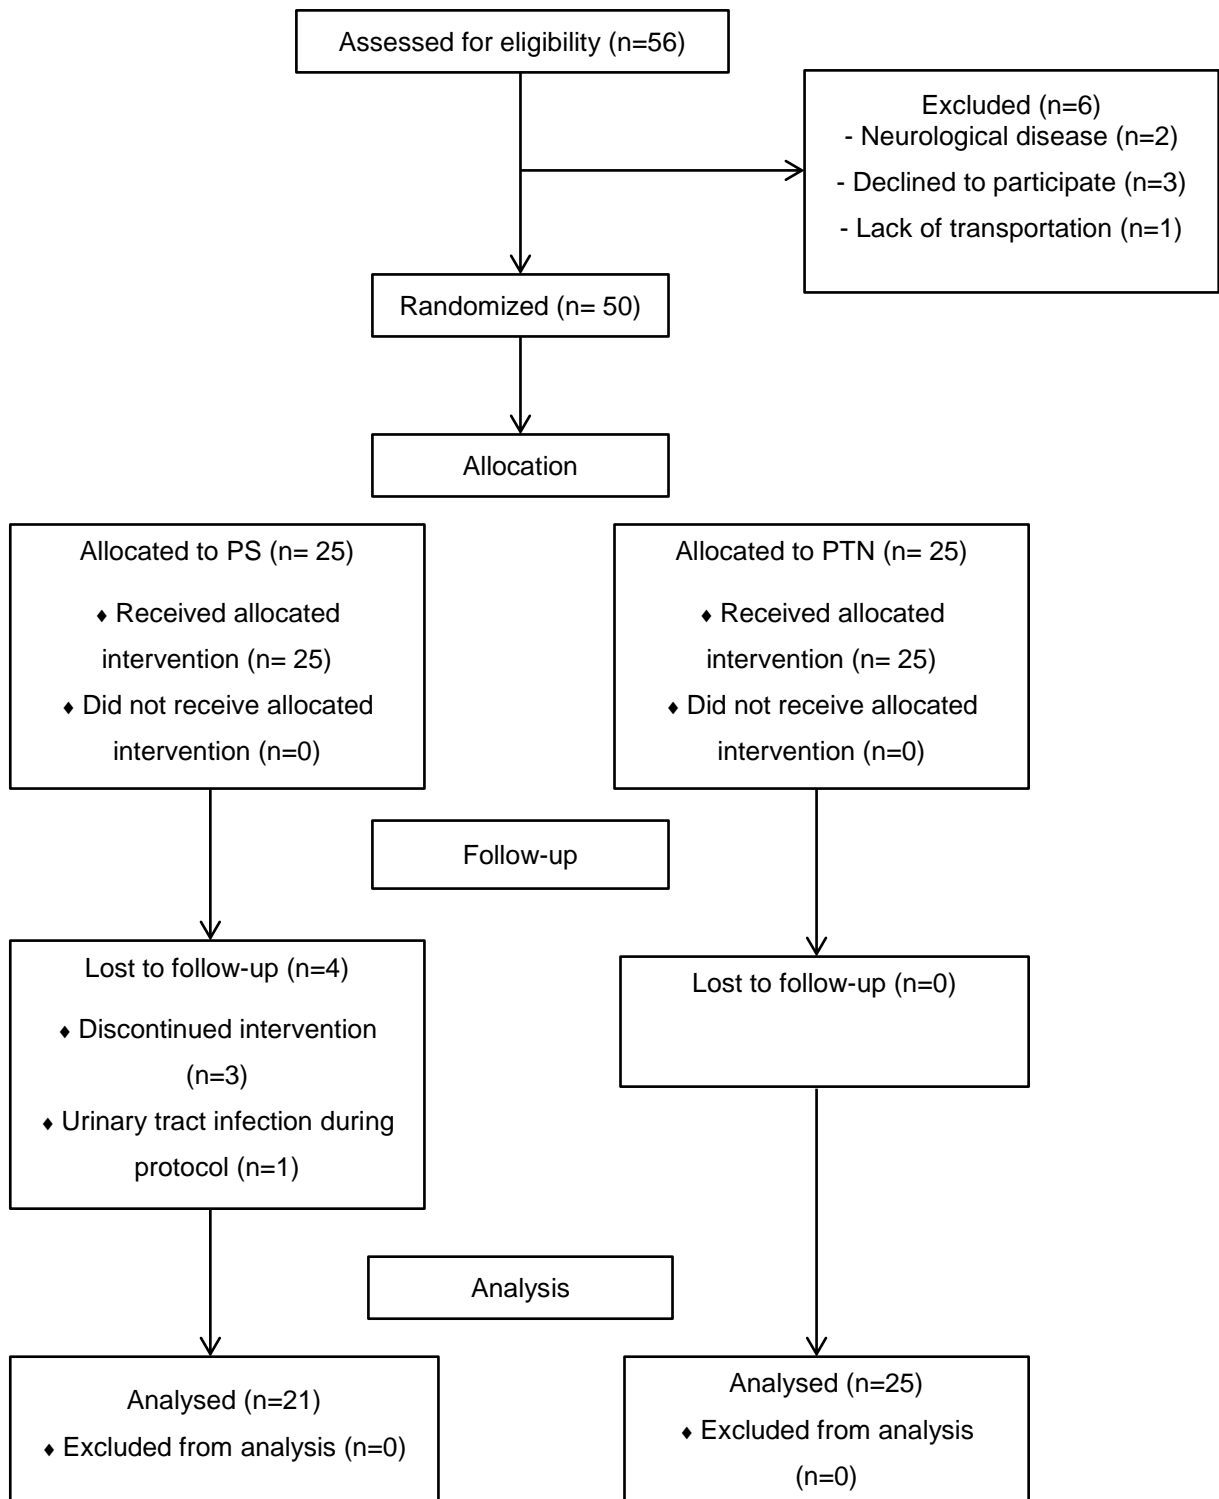 Assessed for eligibility (n=56)
Excluded (n=6)
- Neurological disease (n=2)
- Declined to participate (n=3)
- Lack of transportation (n=1)
Randomized (n= 50)
Allocation
Allocated to PS (n= 25)
♦ Received allocated
intervention (n= 25)
♦ Did not receive allocated
intervention (n=0)
Allocated to PTN (n= 25)
♦ Received allocated
intervention (n= 25)
♦ Did not receive allocated
intervention (n=0)
Follow-up
Lost to follow-up (n=4)
♦ Discontinued intervention
(n=3)
♦ Urinary tract infection during
protocol (n=1)
Lost to follow-up (n=0)
Analysis
Analysed (n=21)
♦ Excluded from analysis (n=0)
Analysed (n=25)
♦ Excluded from analysis
(n=0)